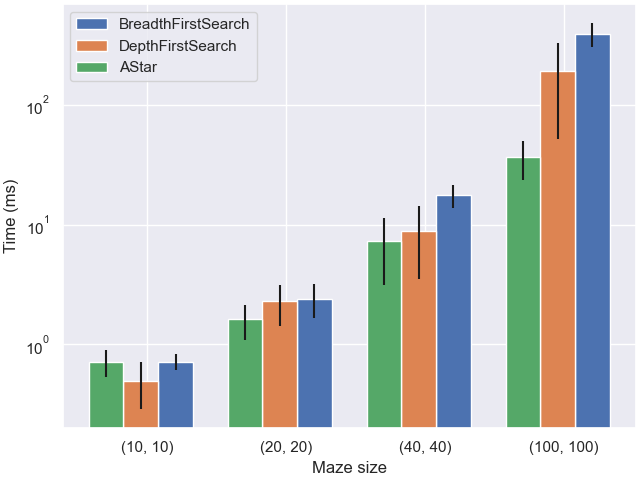 BreadthFirstSearch
DepthFirstSearch
AStar
10²
10¹
10⁰
Time (ms)
(10, 10) (20, 20) (40, 40) (100, 100)
Maze size